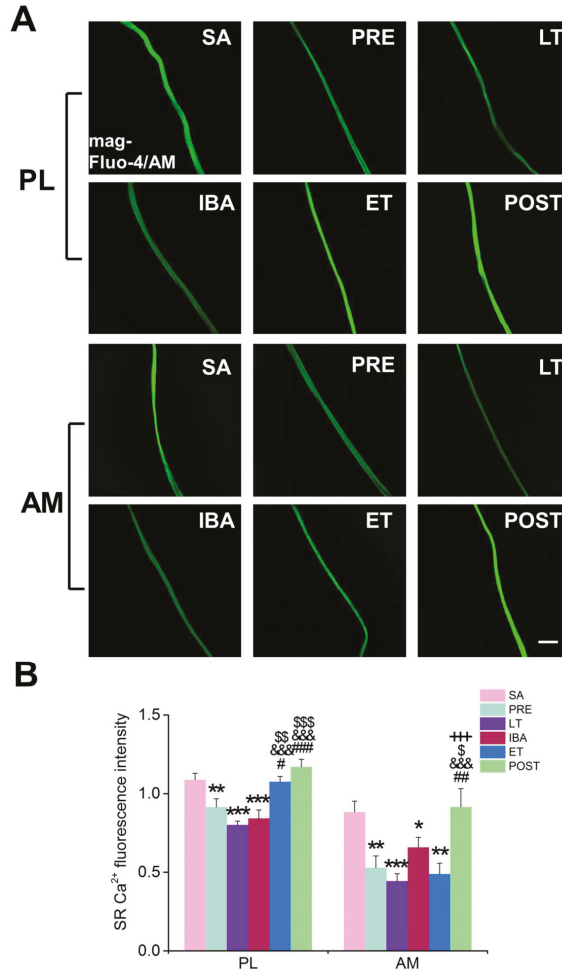 A
SA
PRE
LT
mag-
Fluo-4/AM
PL
IBA
ET
POST
SA
PRE
LT
AM
IBA
ET
POST
B
SA
PRE
LT
IBA
ET
POST
SR Ca²⁺ fluorescence intensity
1.5
1.0
0.5
0.0
**
***
***
$$
&&&
#
$$$
&&&
###
**
***
*
**
+++
$
&&&
##
PL
AM